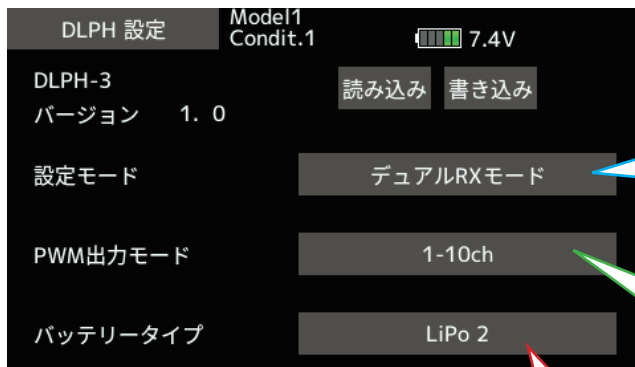 DLPH 設定
Model1
Condit.1
7.4V
DLPH-3
読み込み 書き込み
バージョン 1. 0
設定モード デュアルRXモード
PWM出力モード 1-10ch
バッテリータイプ LiPo 2